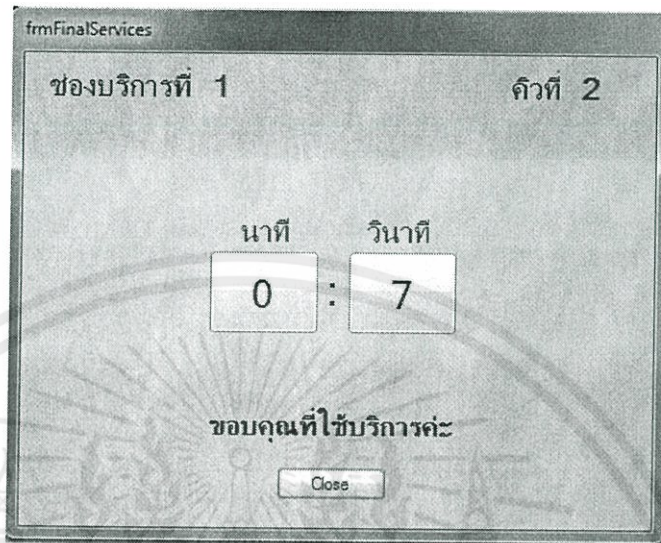 frmFinalServices
ช่องบริการที่ 1 คิวที่ 2
นาที วินาที
0 : 7
ขอบคุณที่ใช้บริการค่ะ
Close